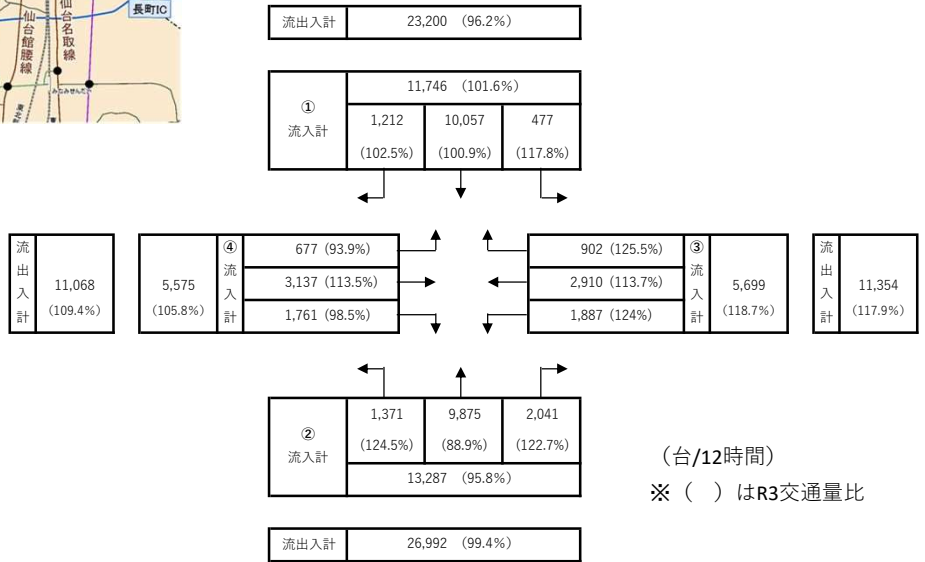 長町IC
仙台館腰線
仙台名取線
みなみせんだい
流出入計 23,200 (96.2%)
① 流入計
11,746 (101.6%)
1,212 10,057 477
(102.5%) (100.9%) (117.8%)
流出入計
11,068
(109.4%)
5,575
(105.8%)
④流入計
677 (93.9%)
3,137 (113.5%)
1,761 (98.5%)
902 (125.5%)
2,910 (113.7%)
1,887 (124%)
③流入計
5,699
(118.7%)
流出入計
11,354
(117.9%)
② 流入計
1,371 9,875 2,041
(124.5%) (88.9%) (122.7%)
13,287 (95.8%)
流出入計 26,992 (99.4%)
(台/12時間)
※( )はR3交通量比